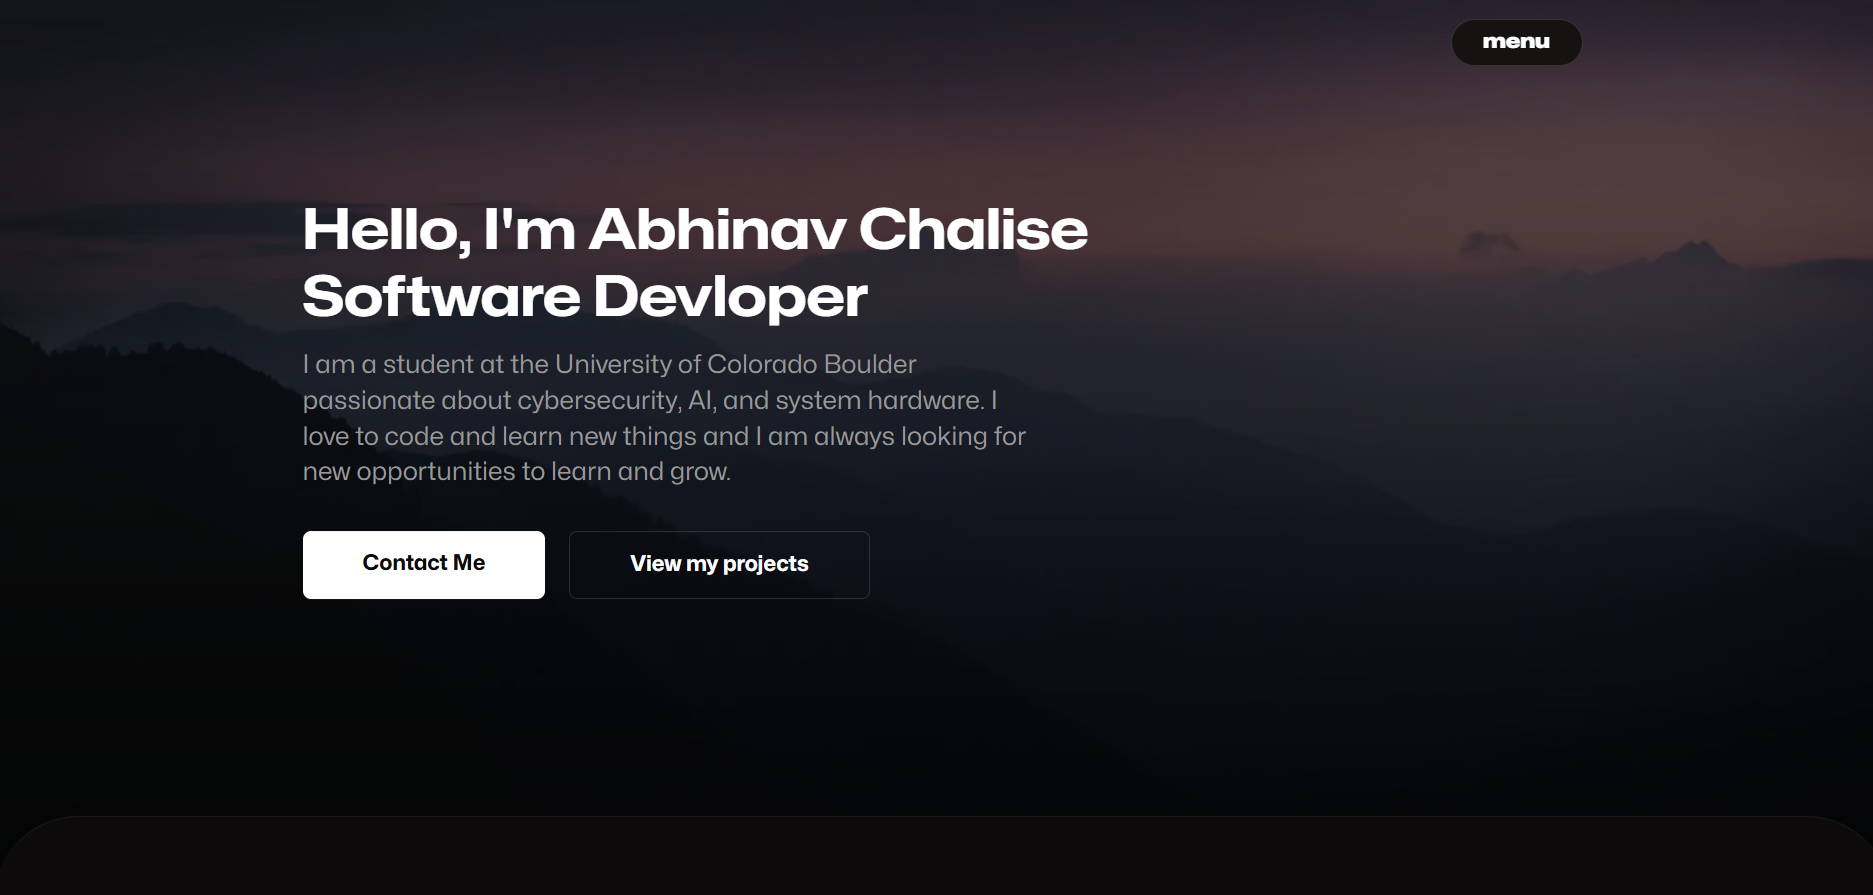 menu
Hello, I'm Abhinav Chalise
Software Devloper
I am a student at the University of Colorado Boulder
passionate about cybersecurity, AI, and system hardware. I
love to code and learn new things and I am always looking for
new opportunities to learn and grow.
Contact Me
View my projects